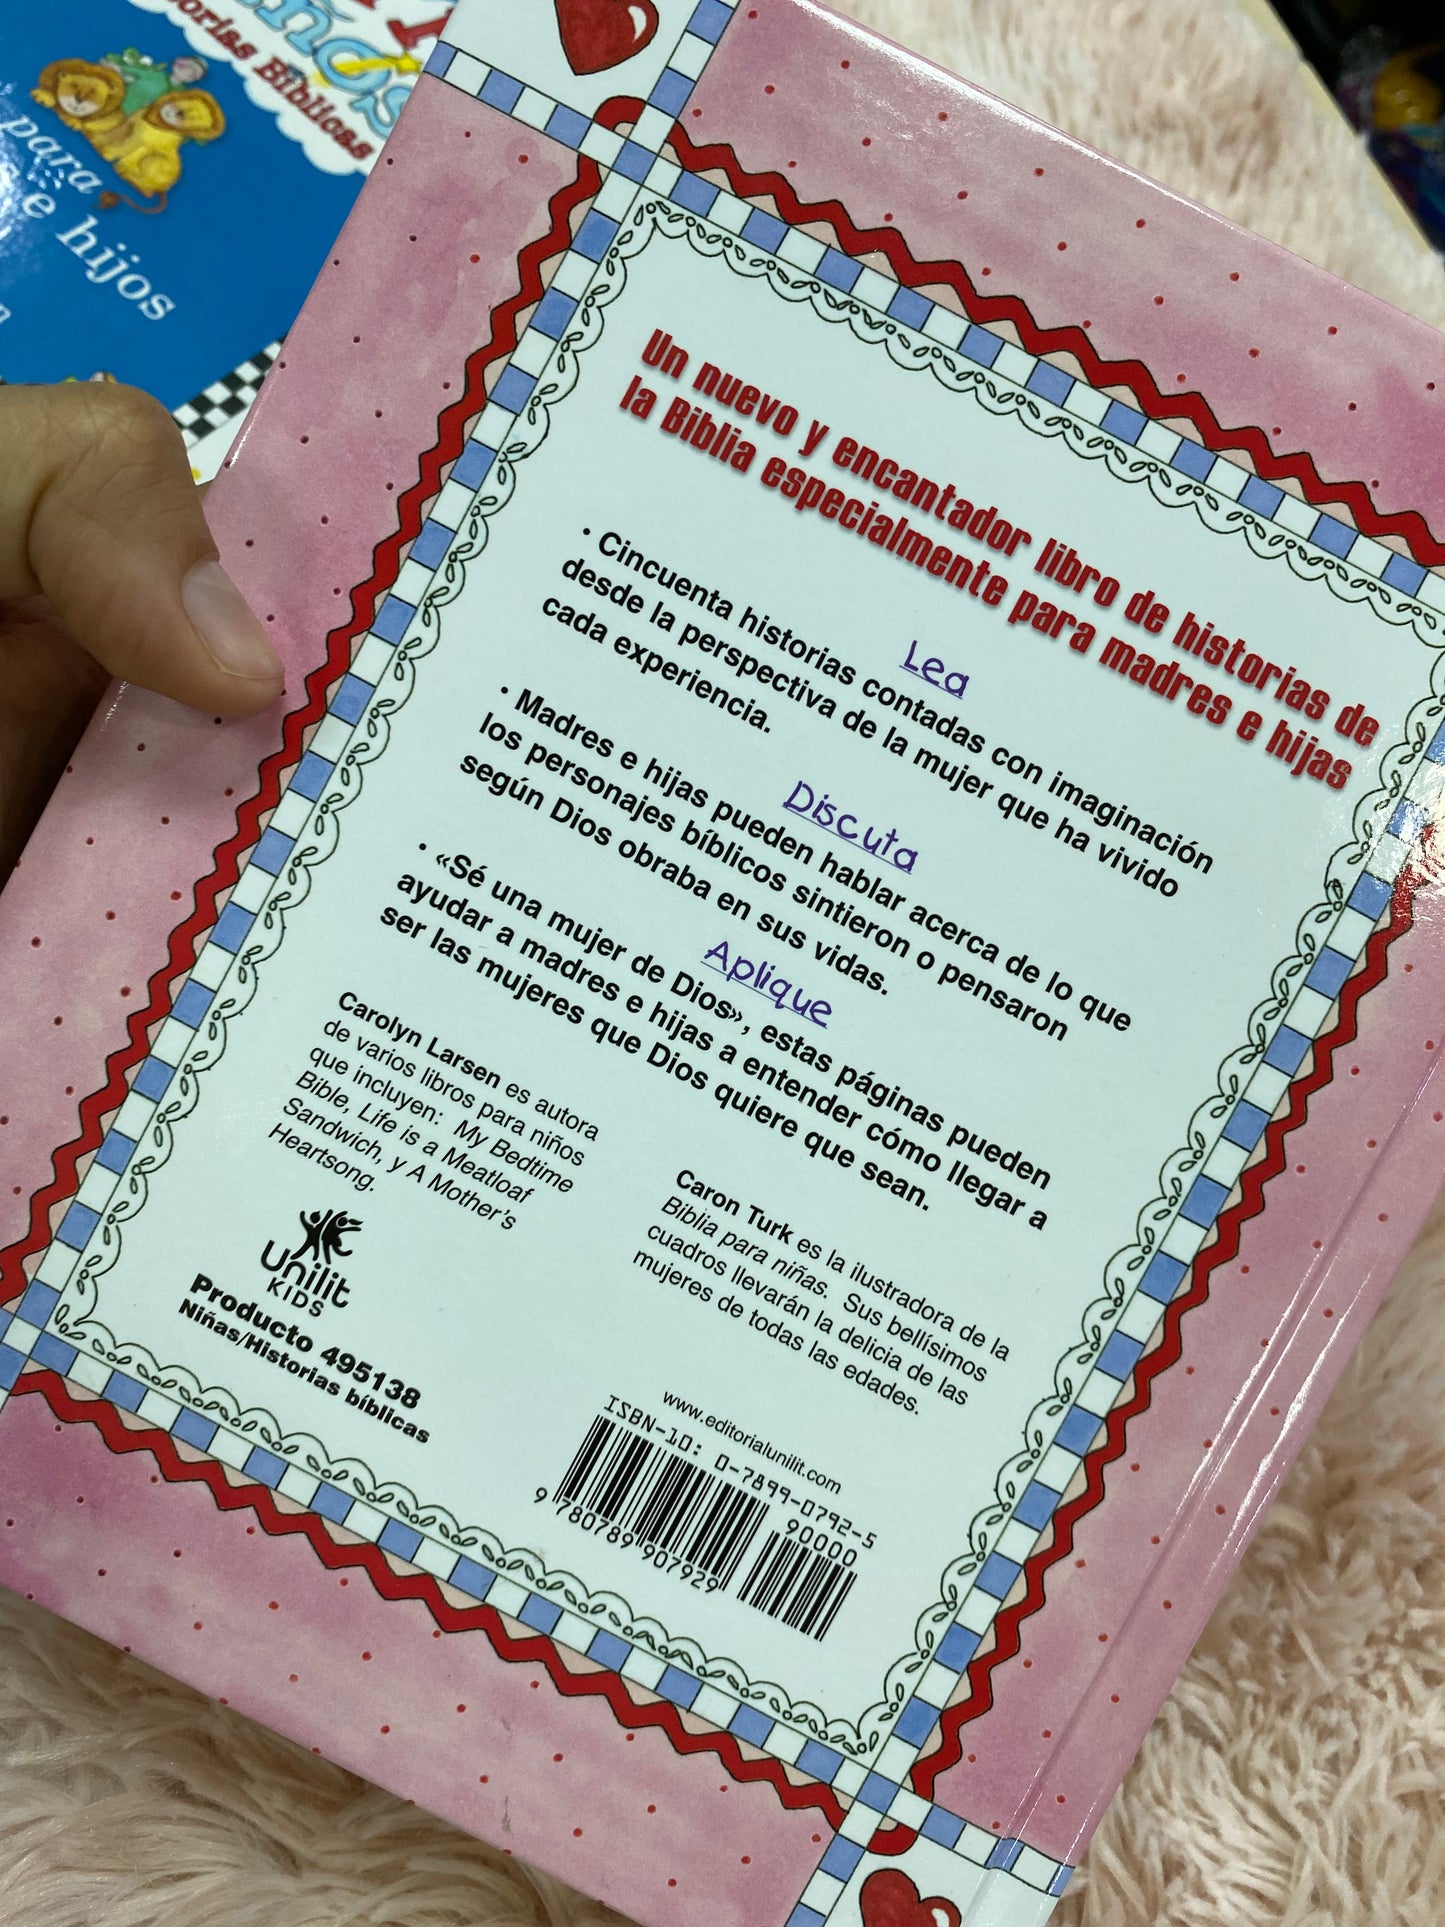 Historias Bíblicas
para
e hijos
Un nuevo y encantador libro de historias de
la Biblia especialmente para madres e hijas
Lea
• Cincuenta historias contadas con imaginación
desde la perspectiva de la mujer que ha vivido
cada experiencia.
Discuta
• Madres e hijas pueden hablar acerca de lo que
los personajes bíblicos sintieron o pensaron
según Dios obraba en sus vidas.
Aplique
• «Sé una mujer de Dios», estas páginas pueden
ayudar a madres e hijas a entender cómo llegar a
ser las mujeres que Dios quiere que sean.
Carolyn Larsen es autora
de varios libros para niños
que incluyen: My Bedtime
Bible, Life is a Meatloaf
Sandwich, y A Mother's
Heartsong.
Caron Turk es la ilustradora de la
Biblia para niñas. Sus bellísimos
cuadros llevarán la delicia de las
mujeres de todas las edades.
Unilit
KIDS
Producto 495138
Niñas/Historias bíblicas
www.editorialunilit.com
ISBN-10: 0-7899-0792-5
90000
9 780789 907929